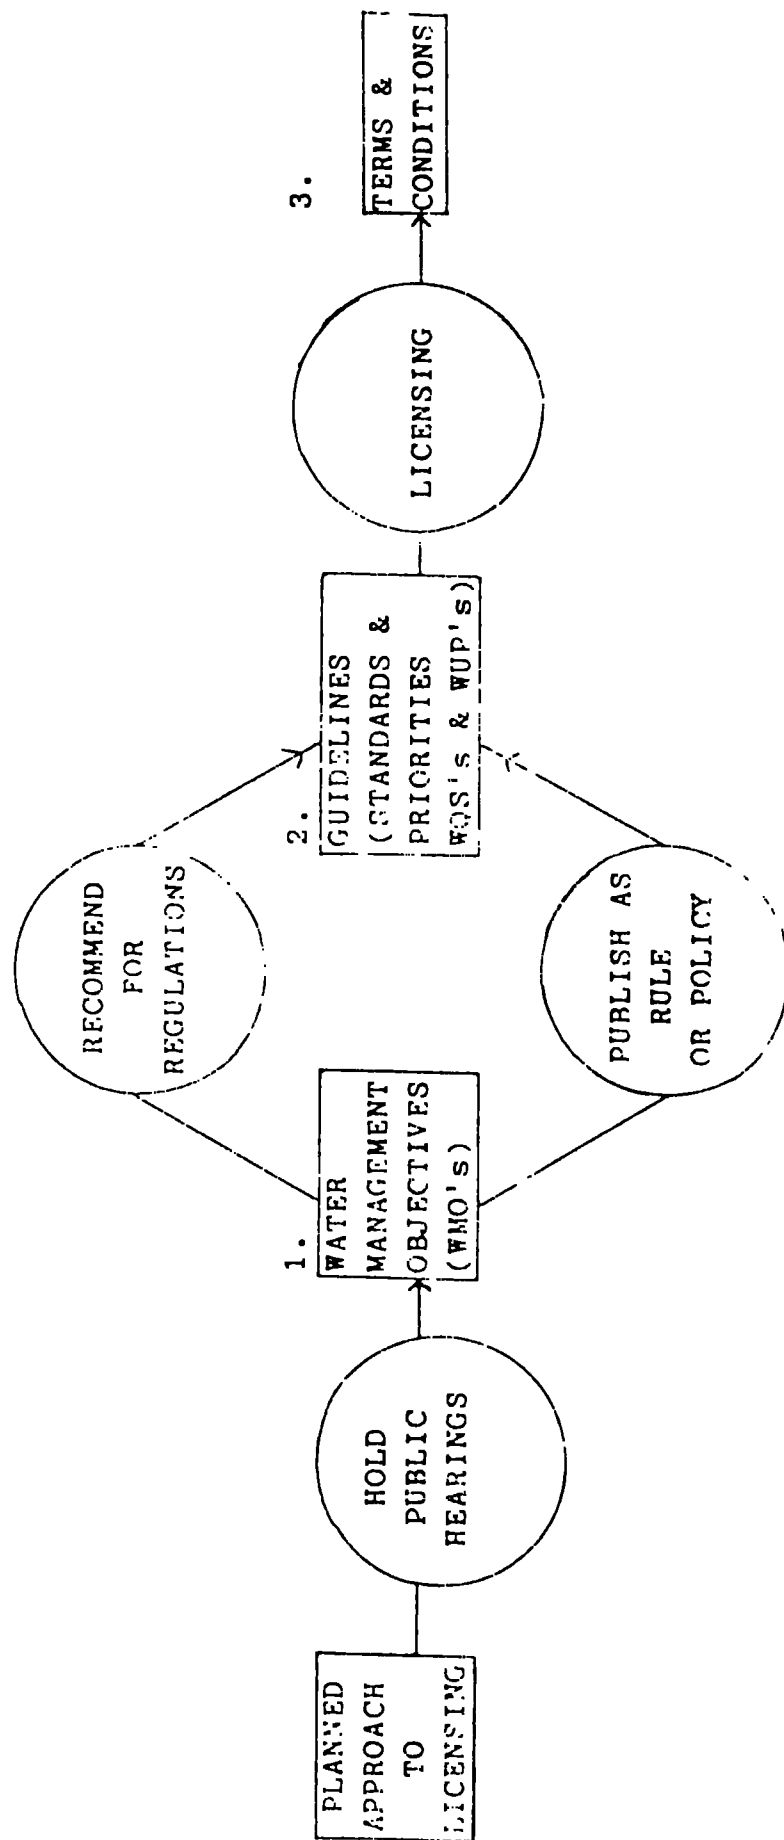 PLANNED
APPROACH
TO
LICENSING
HOLD
PUBLIC
HEARINGS
1.
WATER
MANAGEMENT
OBJECTIVES
(WMO's)
RECOMMEND
FOR
REGULATIONS
PUBLISH AS
RULE
OR POLICY
2.
GUIDELINES
(STANDARDS &
PRIORITIES
WQS's & WUP's)
LICENSING
3.
TERMS &
CONDITIONS